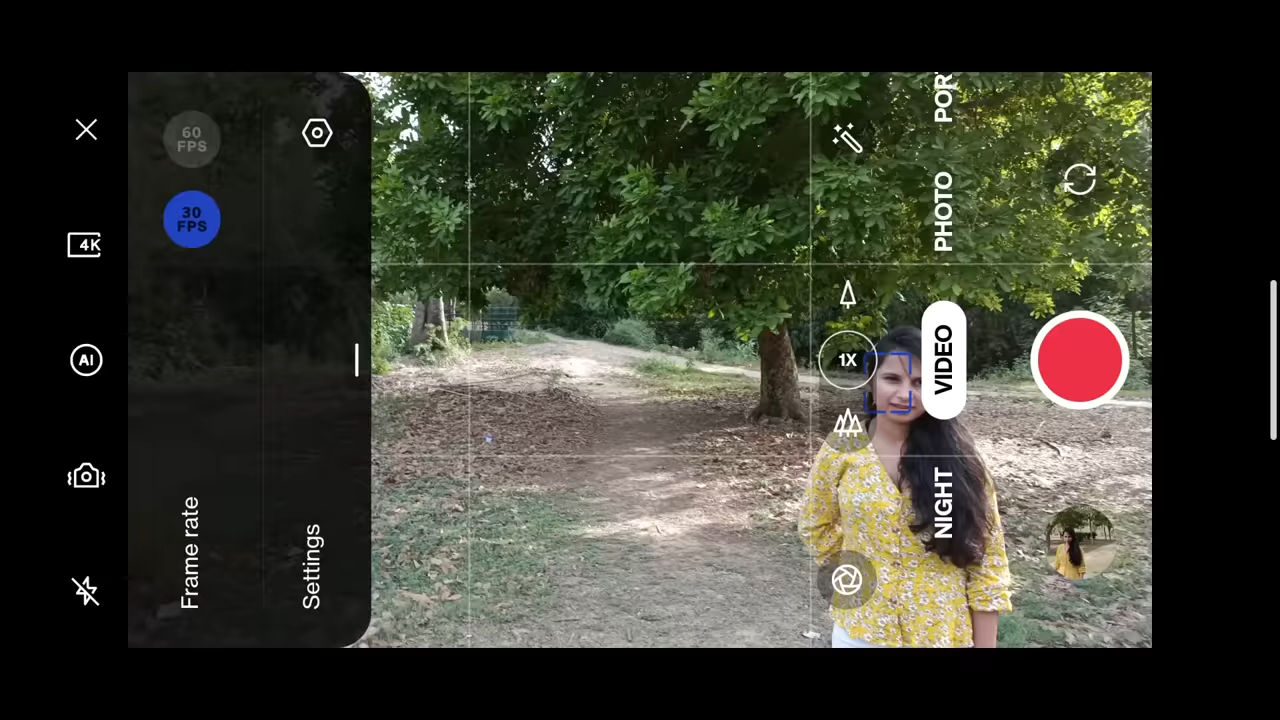 60
FPS
30
FPS
Frame rate
Settings
4K
AI
1X
POR
PHOTO
VIDEO
NIGHT